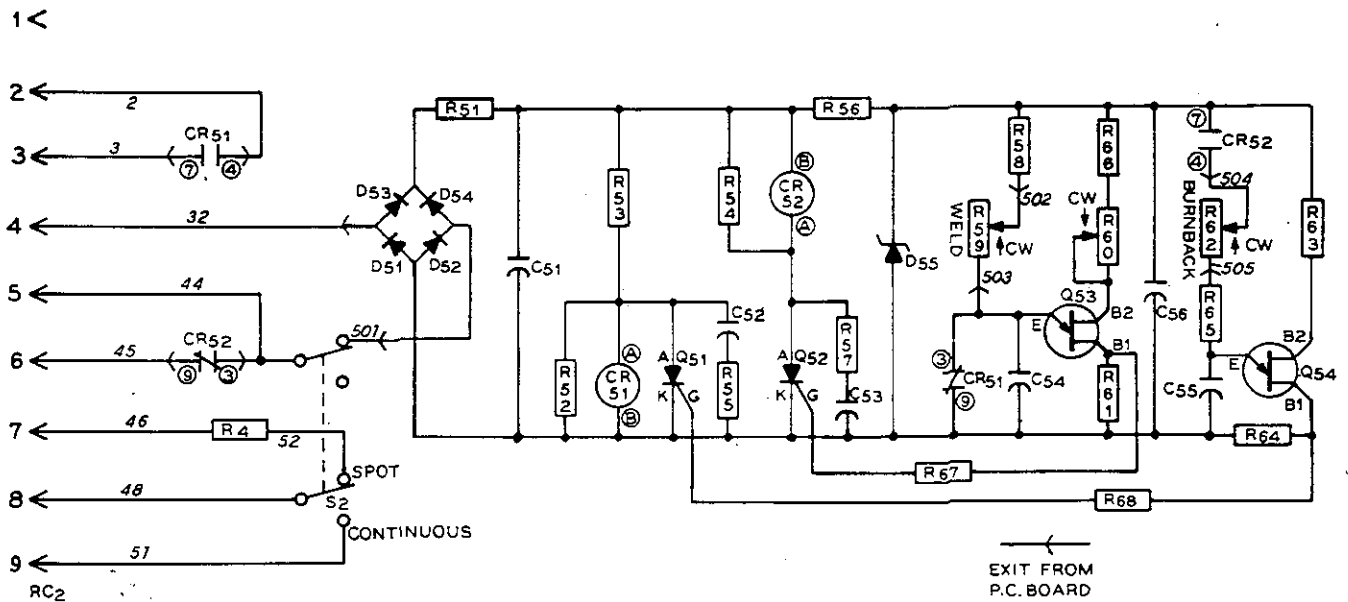 1
2
2
3
3
CR51
⑦
④
4
32
5
44
6
45
CR52
⑨
③
501
7
46
R4
52
SPOT
8
48
S2
CONTINUOUS
9
51
RC2
D53
D54
D51
D52
R51
C51
R53
R52
Ⓐ
CR
51
Ⓑ
A
Q51
K
G
C52
R55
R54
Ⓑ
CR
52
Ⓐ
A
Q52
K
G
R57
C53
R56
D55
R58
502
R59
WELD
CW
503
③
CR51
⑨
C54
R66
CW
R60
Q53
E
B2
B1
R61
C56
⑦
CR52
④
504
R62
BURNBACK
CW
505
R65
C55
R63
B2
E
Q54
B1
R64
R67
R68
EXIT FROM
P.C. BOARD